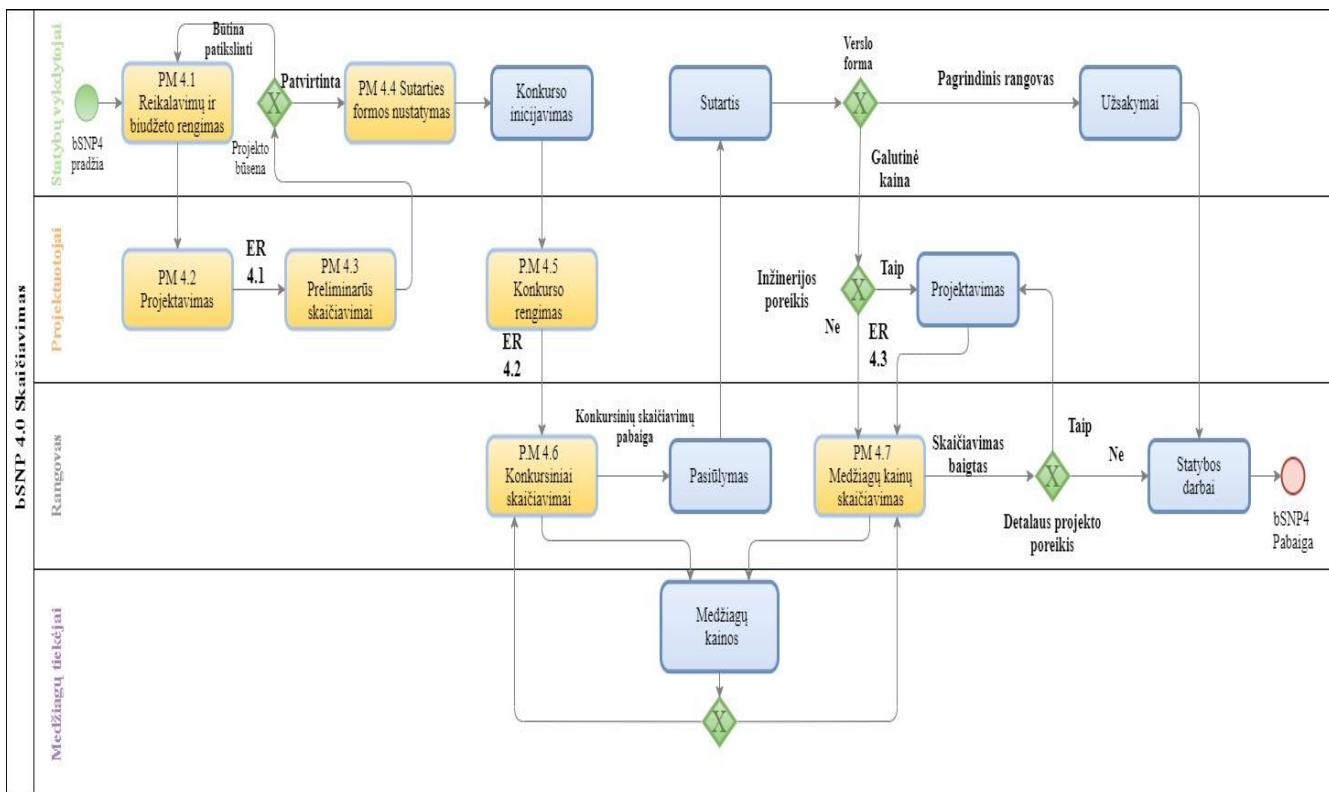 bSNP 4.0 Skaičiavimas
Statybų vykdytojai
bSNP4
pradžia
PM 4.1
Reikalavimų ir
biudžeto rengimas
Būtina
patikslinti
Projekto
būsena
Patvirtinta
PM 4.4 Sutarties
formos nustatymas
Konkurso
inicijavimas
Sutartis
Verslo
forma
X
X
Pagrindinis rangovas
Užsakymai
Galutinė
kaina
Projektuotojai
PM 4.2
Projektavimas
ER
4.1
PM 4.3
Preliminarūs
skaičiavimai
P.M 4.5
Konkurso
rengimas
ER
4.2
Inžinerijos
poreikis
X
Taip
Ne
Projektavimas
ER
4.3
Rangovas
P.M 4.6
Konkursiniai
skaičiavimai
Konkursinių skaičiavimų
pabaiga
Pasiūlymas
PM 4.7
Medžiagų kainų
skaičiavimas
Skaičiavimas
baigtas
X
Taip
Ne
Detalaus projekto
poreikis
Statybos
darbai
bSNP4
Pabaiga
Medžiagų tiekėjai
Medžiagų
kainos
X